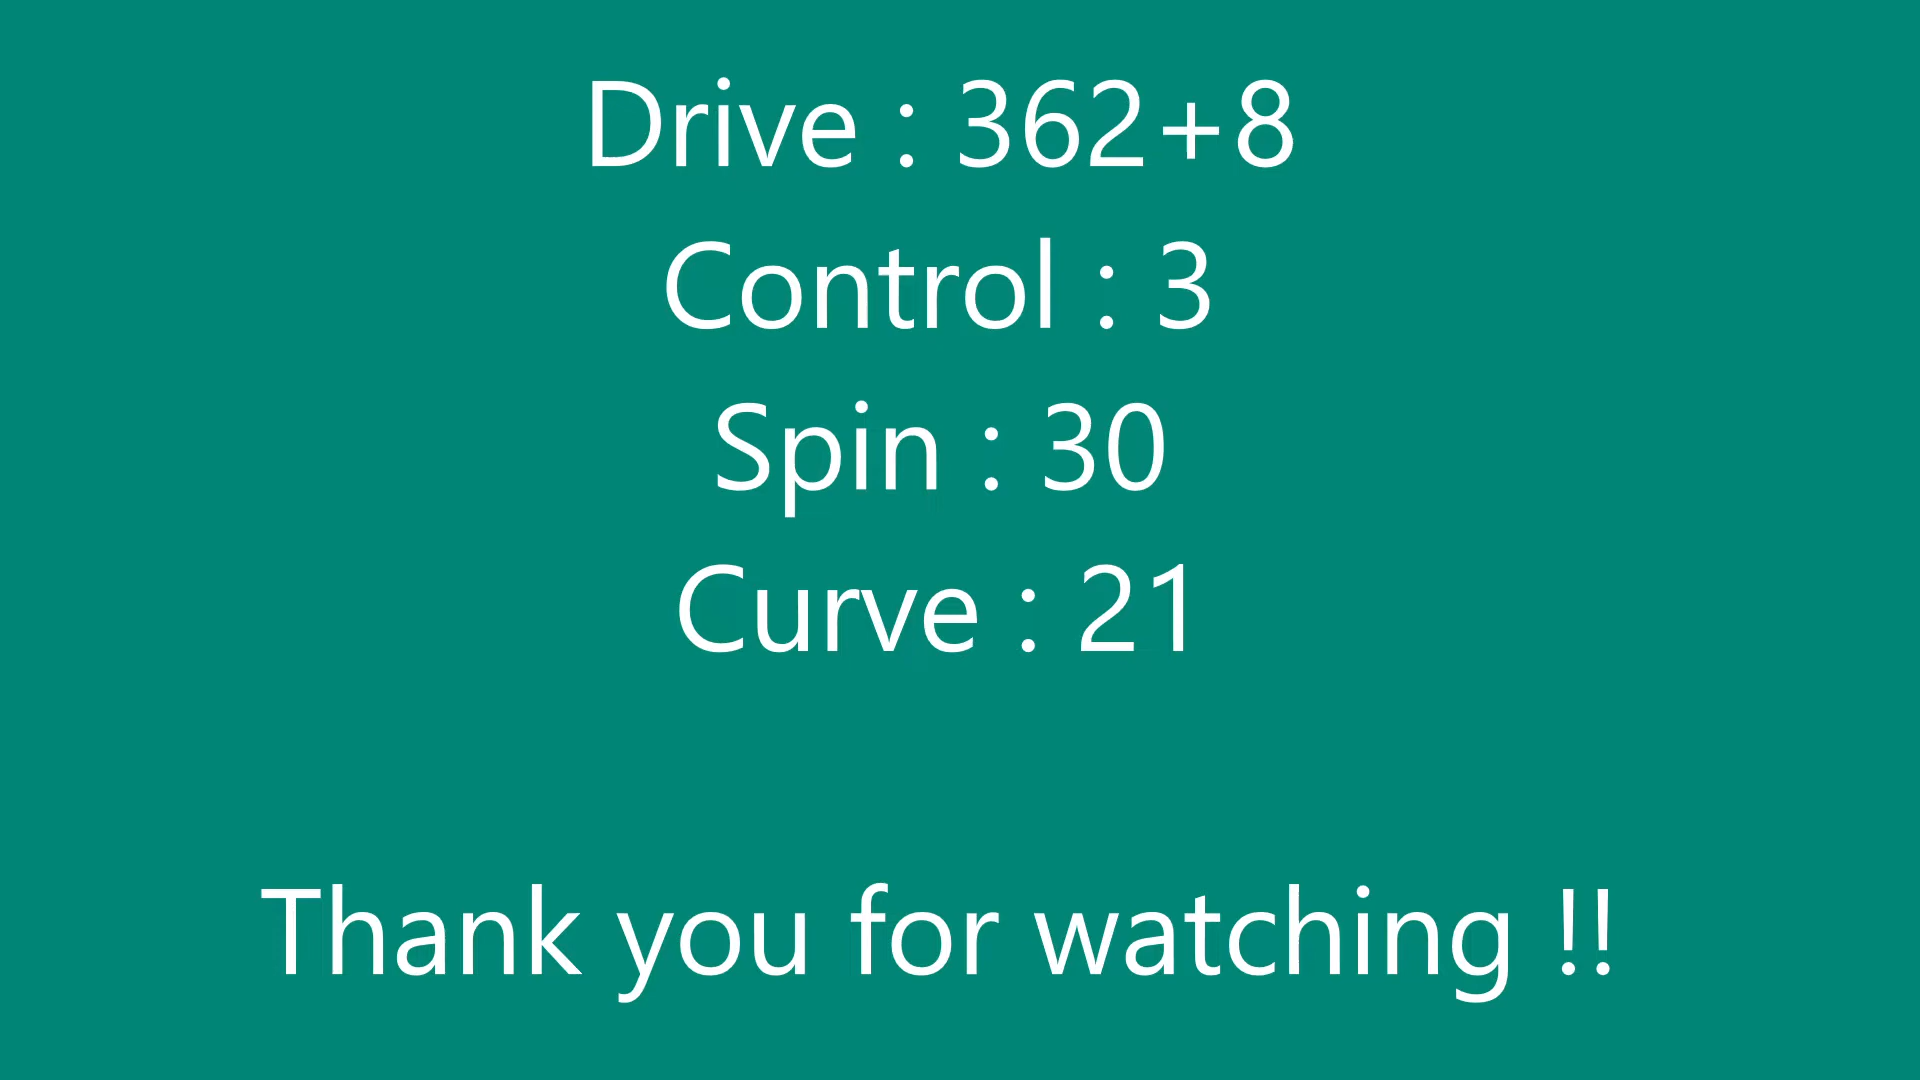 Drive : 362+8
Control : 3
Spin : 30
Curve : 21
Thank you for watching !!